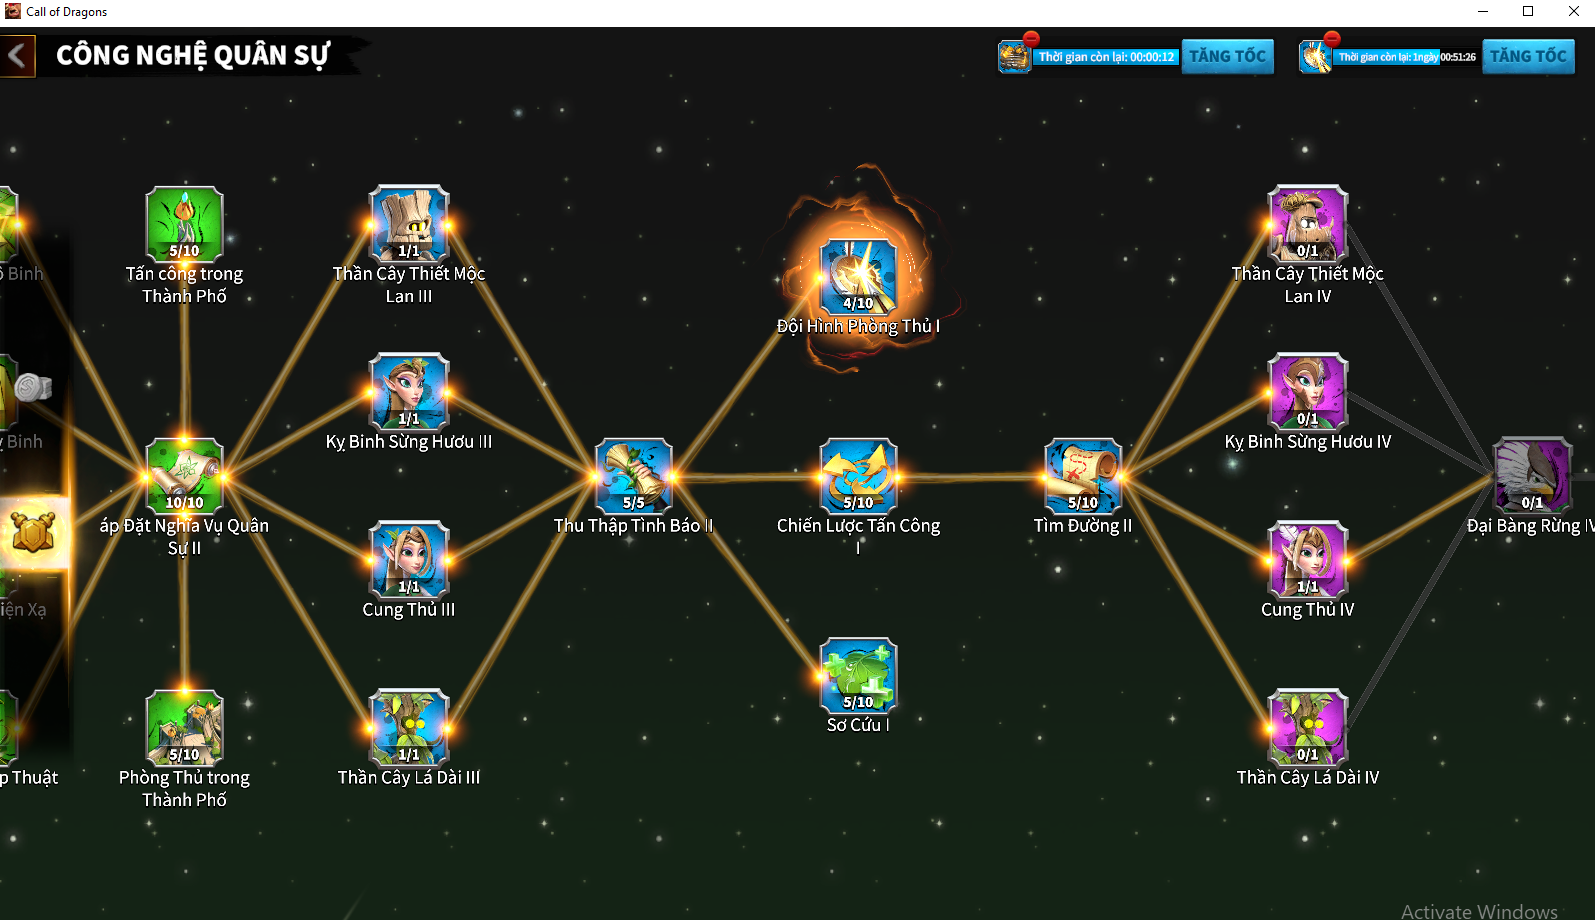 Call of Dragons
CÔNG NGHỆ QUÂN SỰ
Thời gian còn lại: 00:00:12
TĂNG TỐC
Thời gian còn lại: 1ngày 00:51:26
TĂNG TỐC
Binh
5/10
Tấn công trong
Thành Phố
1/1
Thần Cây Thiết Mộc
Lan III
4/10
Đội Hình Phòng Thủ I
0/1
Thần Cây Thiết Mộc
Lan IV
Binh
1/1
Kỵ Binh Sừng Hươu III
0/1
Kỵ Binh Sừng Hươu IV
10/10
áp Đặt Nghĩa Vụ Quân
Sự II
5/5
Thu Thập Tình Báo II
5/10
Chiến Lược Tấn Công
I
5/10
Tìm Đường II
0/1
Đại Bàng Rừng IV
iện Xạ
1/1
Cung Thủ III
1/1
Cung Thủ IV
5/10
Sơ Cứu I
p Thuật
5/10
Phòng Thủ trong
Thành Phố
1/1
Thần Cây Lá Dài III
0/1
Thần Cây Lá Dài IV
Activate Windows